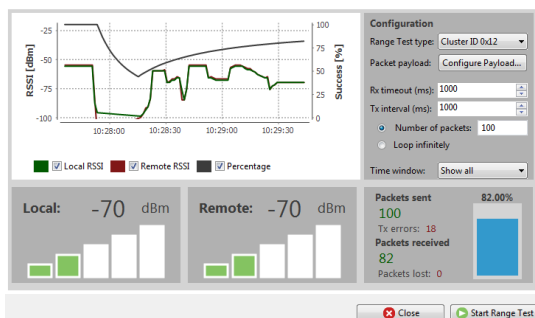 RSSI [dBm]
-25
-50
-75
-100
10:28:00
10:28:30
10:29:00
10:29:30
100
75
50
25
0
Success [%]
Local RSSI
Remote RSSI
Percentage
Configuration
Range Test type: Cluster ID 0x12
Packet payload: Configure Payload...
Rx timeout (ms): 1000
Tx interval (ms): 1000
Number of packets: 100
Loop infinitely
Time window: Show all
Local: -70 dBm
Remote: -70 dBm
Packets sent
100
Tx errors: 18
Packets received
82
Packets lost: 0
82.00%
Close
Start Range Test